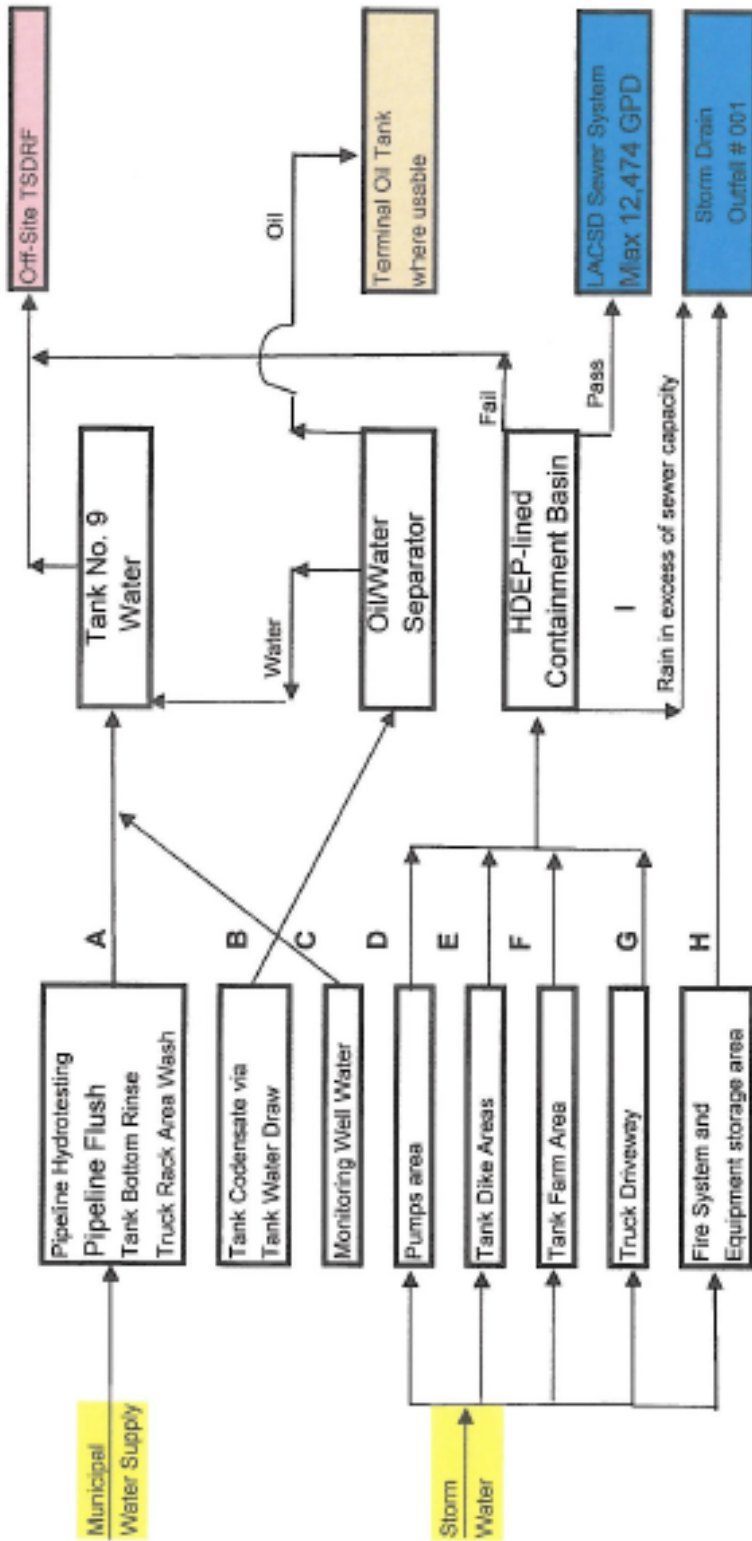 Municipal
Water Supply
Storm
Water
Pipeline Hydrotesting
Pipeline Flush
Tank Bottom Rinse
Truck Rack Area Wash
Tank Codensate via
Tank Water Draw
Monitoring Well Water
Pumps area
Tank Dike Areas
Tank Farm Area
Truck Driveway
Fire System and
Equipment storage area
A
B
C
D
E
F
G
H
Tank No. 9
Water
Water
Oil/Water
Separator
HDEP-lined
Containment Basin
I
Oil
Fail
Pass
Rain in excess of sewer capacity
Off-Site TSDRF
Terminal Oil Tank
where usable
LACSD Sewer System
Max 12,474 GPD
Storm Drain
Outfall # 001